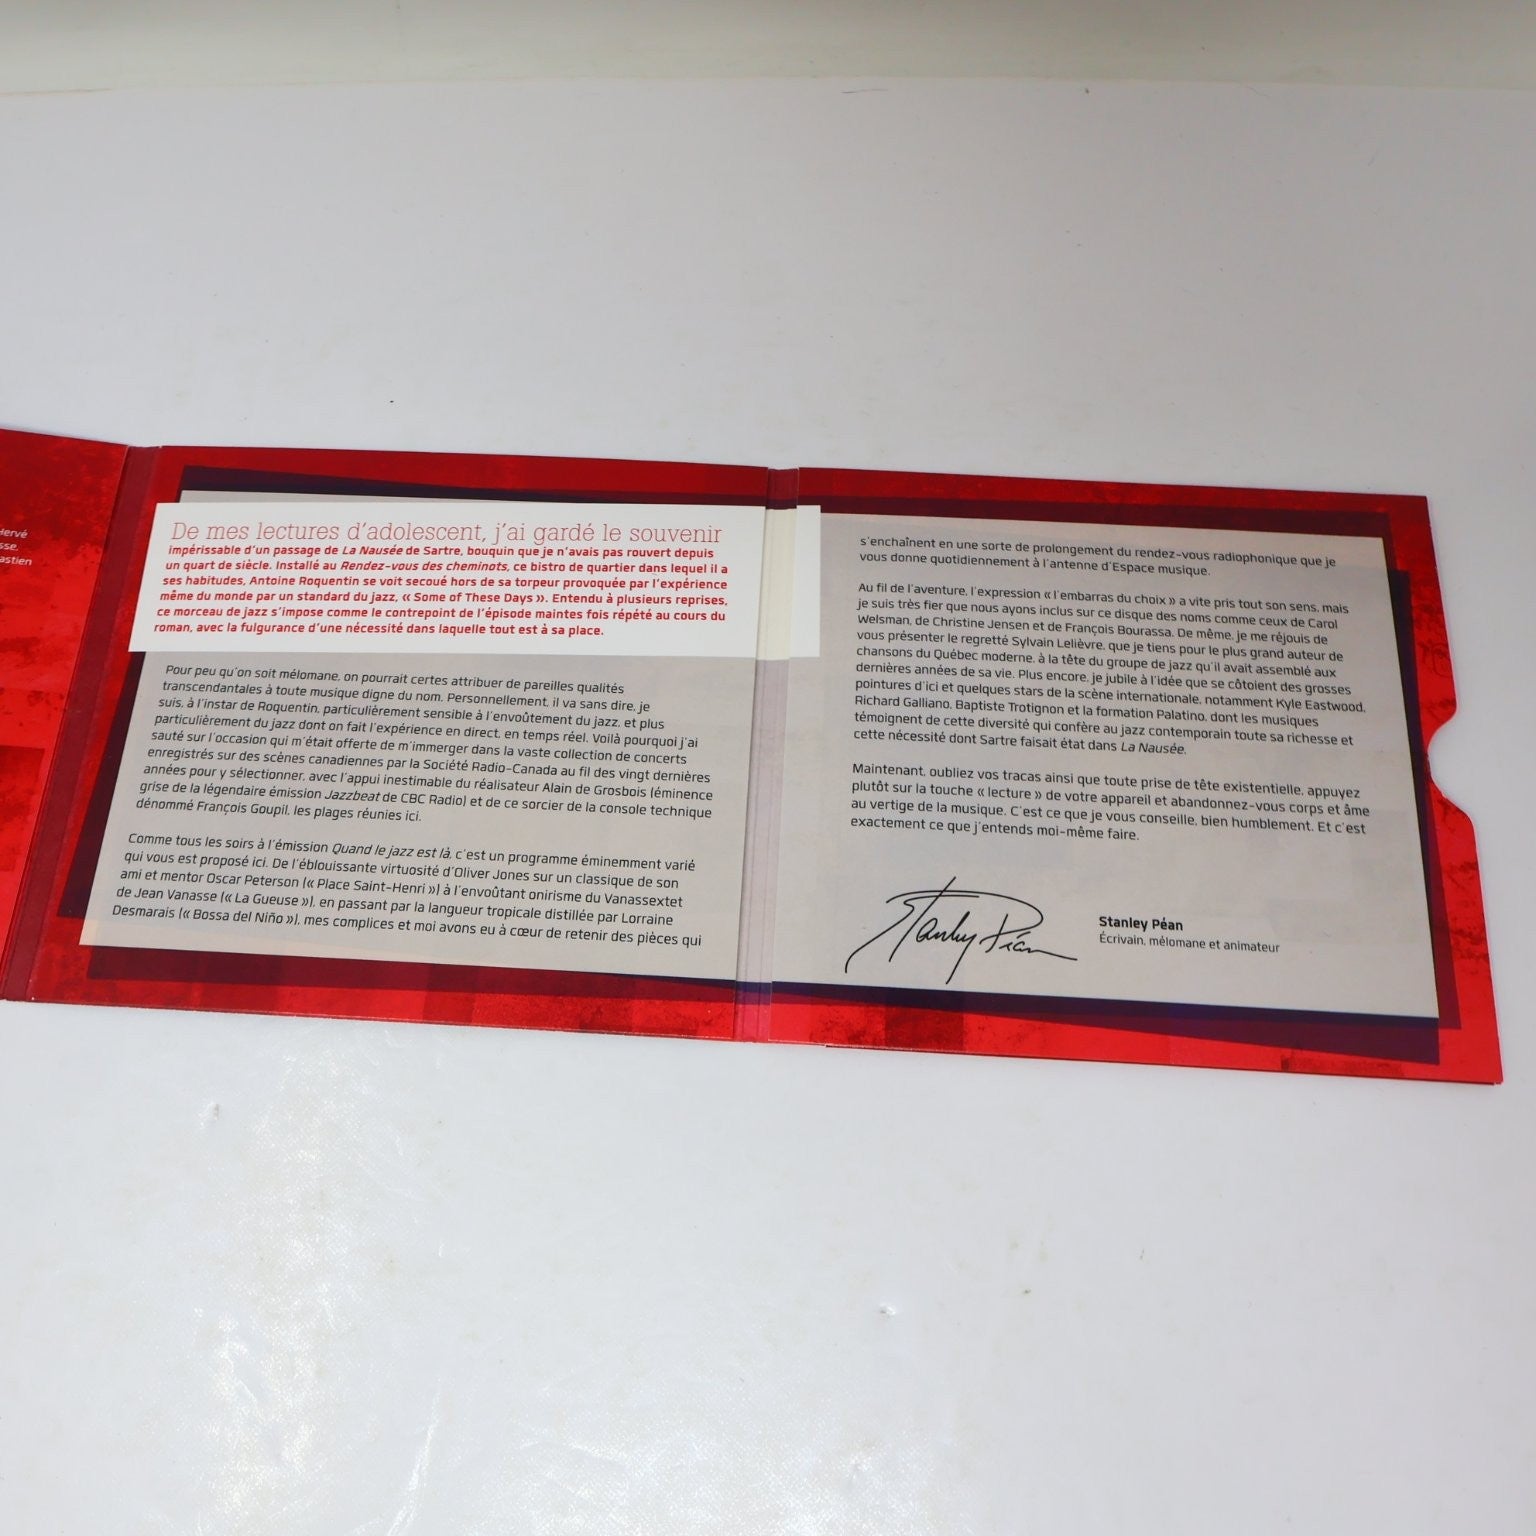 Hervé
sse,
astien
De mes lectures d'adolescent, j'ai gardé le souvenir
impérissable d'un passage de La Nausée de Sartre, bouquin que je n'avais pas rouvert depuis
un quart de siècle. Installé au Rendez-vous des cheminots, ce bistro de quartier dans lequel il a
ses habitudes, Antoine Roquentin se voit secoué hors de sa torpeur provoquée par l'expérience
même du monde par un standard du jazz, « Some of These Days ». Entendu à plusieurs reprises,
ce morceau de jazz s'impose comme le contrepoint de l'épisode maintes fois répété au cours du
roman, avec la fulgurance d'une nécessité dans laquelle tout est à sa place.
Pour peu qu'on soit mélomane, on pourrait certes attribuer de pareilles qualités
transcendantales à toute musique digne du nom. Personnellement, il va sans dire, je
suis, à l'instar de Roquentin, particulièrement sensible à l'envoûtement du jazz, et plus
particulièrement du jazz dont on fait l'expérience en direct, en temps réel. Voilà pourquoi j'ai
sauté sur l'occasion qui m'était offerte de m'immerger dans la vaste collection de concerts
enregistrés sur des scènes canadiennes par la Société Radio-Canada au fil des vingt dernières
années pour y sélectionner, avec l'appui inestimable du réalisateur Alain de Grosbois (éminence
grise de la légendaire émission Jazzbeat de CBC Radio) et de ce sorcier de la console technique
dénommé François Goupil, les plages réunies ici.
Comme tous les soirs à l'émission Quand le jazz est là, c'est un programme éminemment varié
qui vous est proposé ici. De l'éblouissante virtuosité d'Oliver Jones sur un classique de son
ami et mentor Oscar Peterson (« Place Saint-Henri ») à l'envoûtant onirisme du Vanassextet
de Jean Vanasse (« La Gueuse »), en passant par la langueur tropicale distillée par Lorraine
Desmarais (« Bossa del Niño »), mes complices et moi avons eu à cœur de retenir des pièces qui
s'enchaînent en une sorte de prolongement du rendez-vous radiophonique que je
vous donne quotidiennement à l'antenne d'Espace musique.
Au fil de l'aventure, l'expression « l'embarras du choix » a vite pris tout son sens, mais
je suis très fier que nous ayons inclus sur ce disque des noms comme ceux de Carol
Welsman, de Christine Jensen et de François Bourassa. De même, je me réjouis de
vous présenter le regretté Sylvain Lelièvre, que je tiens pour le plus grand auteur de
chansons du Québec moderne, à la tête du groupe de jazz qu'il avait assemblé aux
dernières années de sa vie. Plus encore, je jubile à l'idée que se côtoient des grosses
pointures d'ici et quelques stars de la scène internationale, notamment Kyle Eastwood,
Richard Galliano, Baptiste Trotignon et la formation Palatino, dont les musiques
témoignent de cette diversité qui confère au jazz contemporain toute sa richesse et
cette nécessité dont Sartre faisait état dans La Nausée.
Maintenant, oubliez vos tracas ainsi que toute prise de tête existentielle, appuyez
plutôt sur la touche « lecture » de votre appareil et abandonnez-vous corps et âme
au vertige de la musique. C'est ce que je vous conseille, bien humblement. Et c'est
exactement ce que j'entends moi-même faire.
Stanley Péan
Stanley Péan
Écrivain, mélomane et animateur